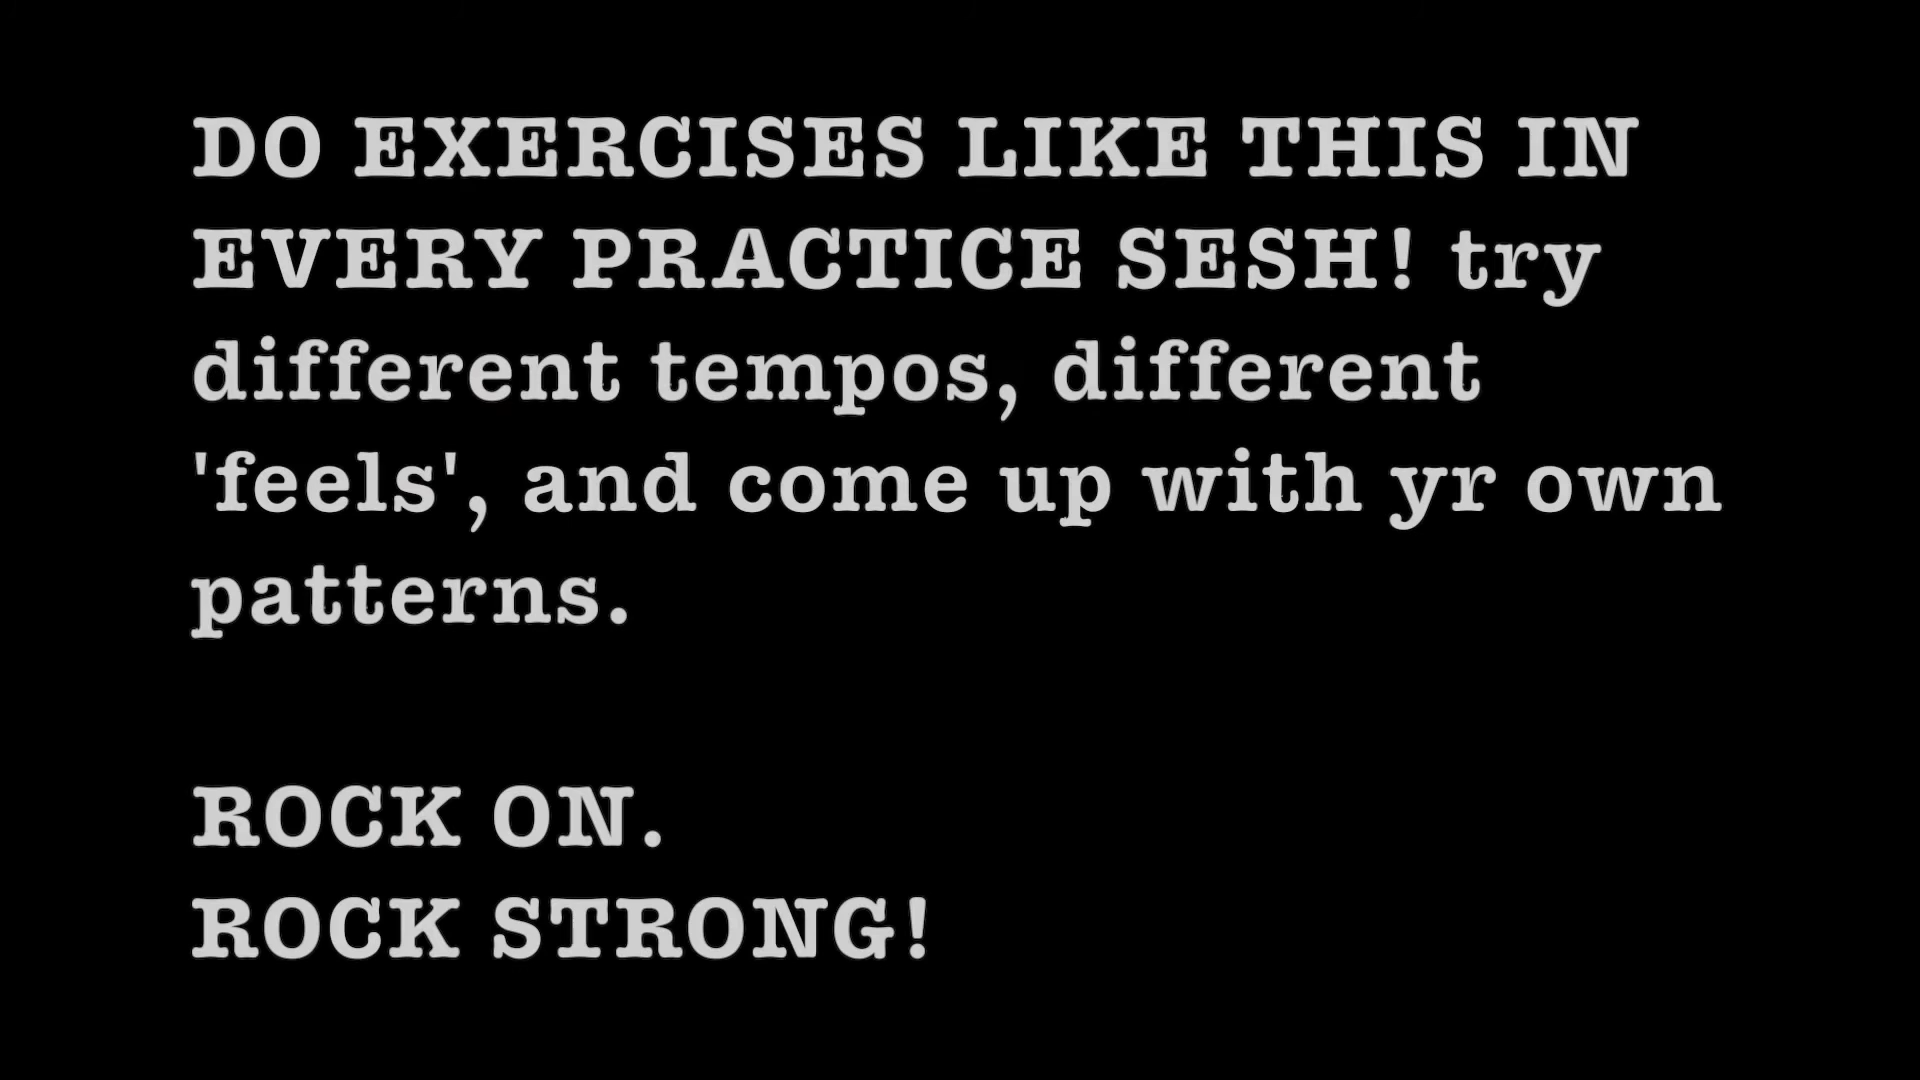 DO EXERCISES LIKE THIS IN
EVERY PRACTICE SESH! try
different tempos, different
'feels', and come up with yr own
patterns.
ROCK ON.
ROCK STRONG!